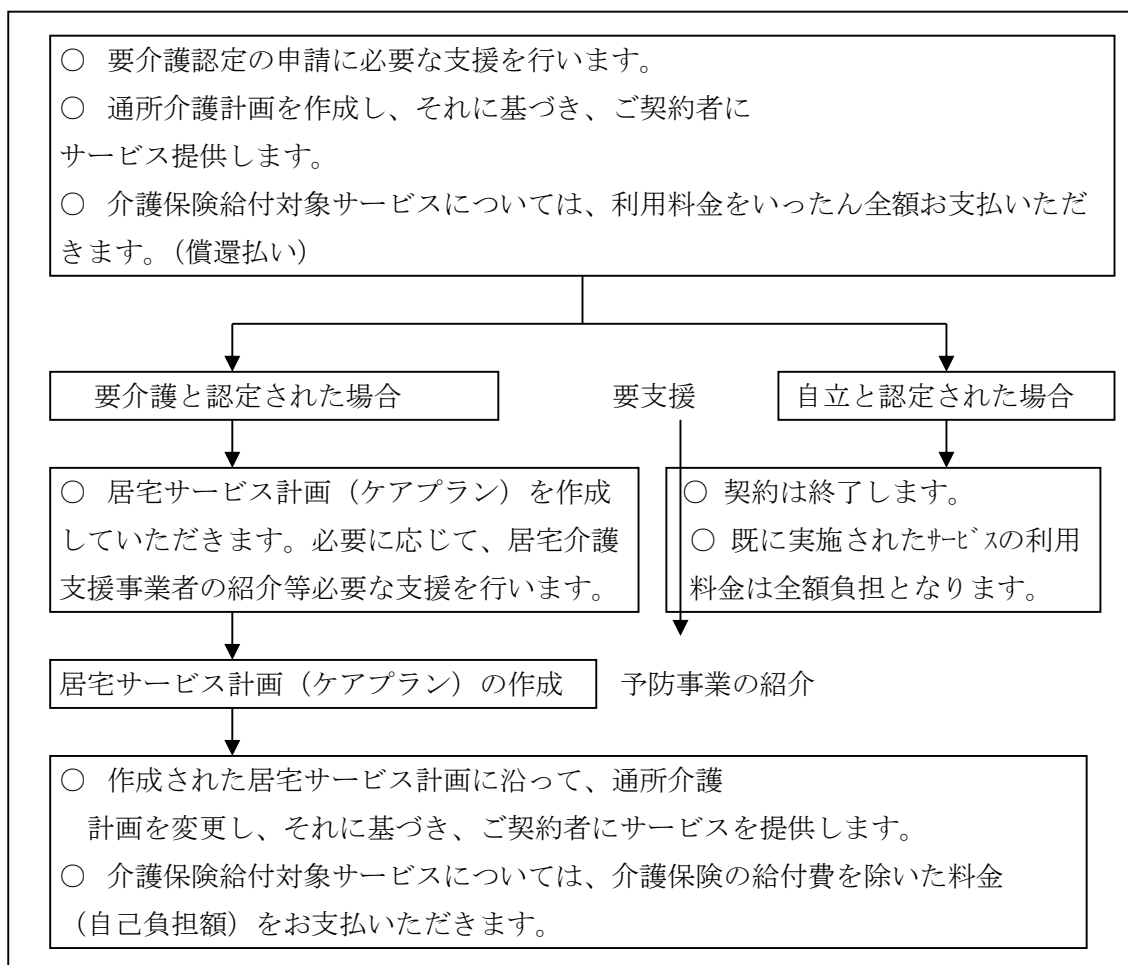 ○ 要介護認定の申請に必要な支援を行います。
○ 通所介護計画を作成し、それに基づき、ご契約者に
サービス提供します。
○ 介護保険給付対象サービスについては、利用料金をいったん全額お支払いただ
きます。（償還払い）
要介護と認定された場合
要支援
自立と認定された場合
○ 居宅サービス計画（ケアプラン）を作成
していただきます。必要に応じて、居宅介護
支援事業者の紹介等必要な支援を行います。
○ 契約は終了します。
○ 既に実施されたｻｰﾋﾞｽの利用
料金は全額負担となります。
居宅サービス計画（ケアプラン）の作成
予防事業の紹介
○ 作成された居宅サービス計画に沿って、通所介護
計画を変更し、それに基づき、ご契約者にサービスを提供します。
○ 介護保険給付対象サービスについては、介護保険の給付費を除いた料金
（自己負担額）をお支払いただきます。